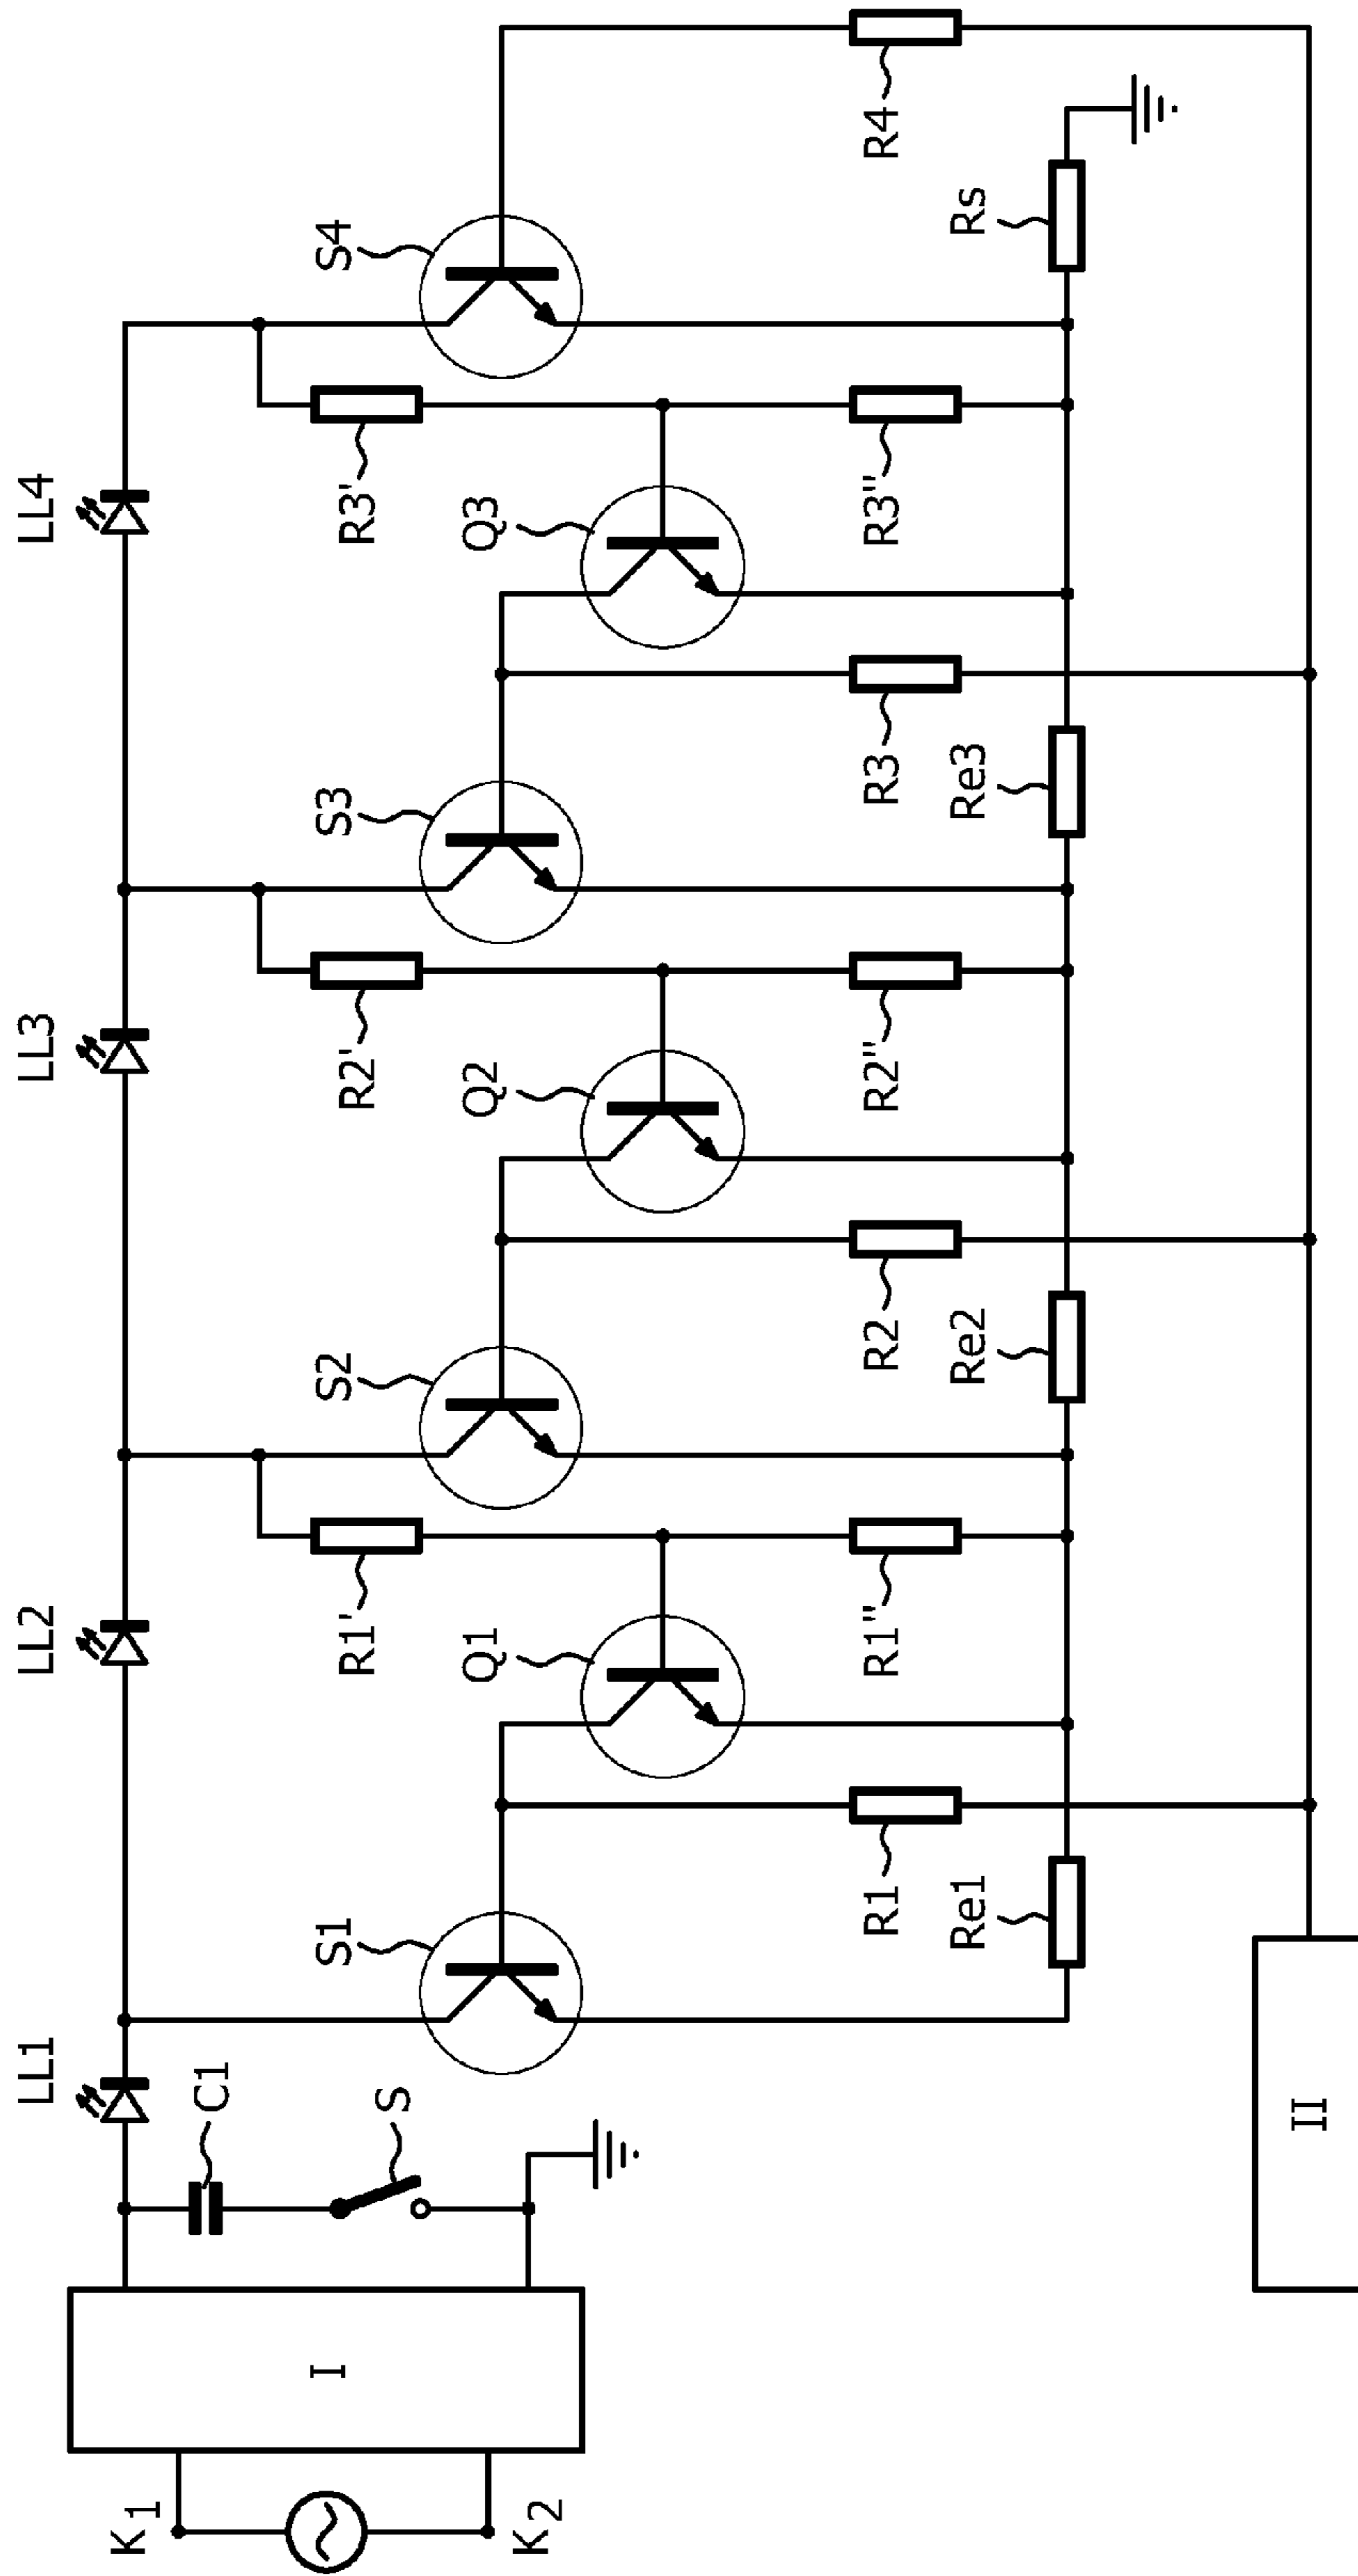 LL1
LL2
LL3
LL4
K1
K2
I
C1
S
S1
S2
S3
S4
R1'
R2'
R3'
Q1
Q2
Q3
R1
R1"
R2
R2"
R3
R3"
R4
Re1
Re2
Re3
Rs
II